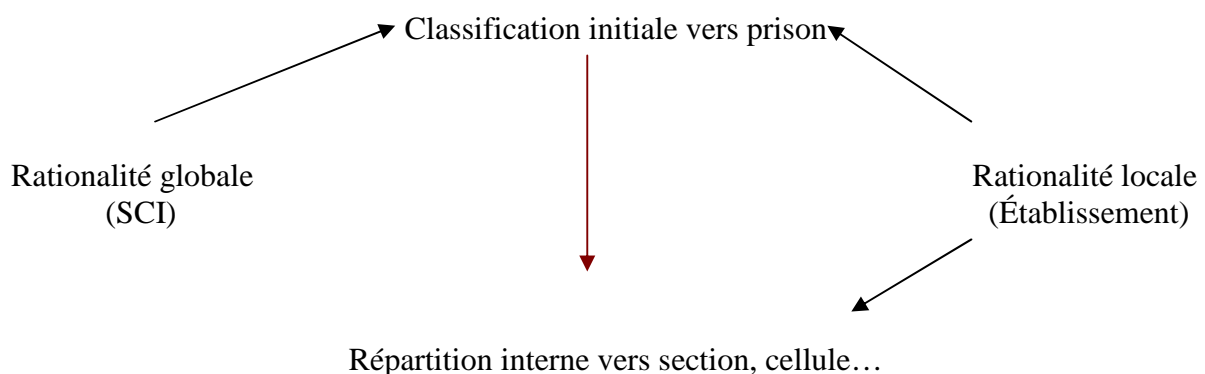 Classification initiale vers prison
Rationalité globale
(SCI)
Rationalité locale
(Établissement)
Répartition interne vers section, cellule…